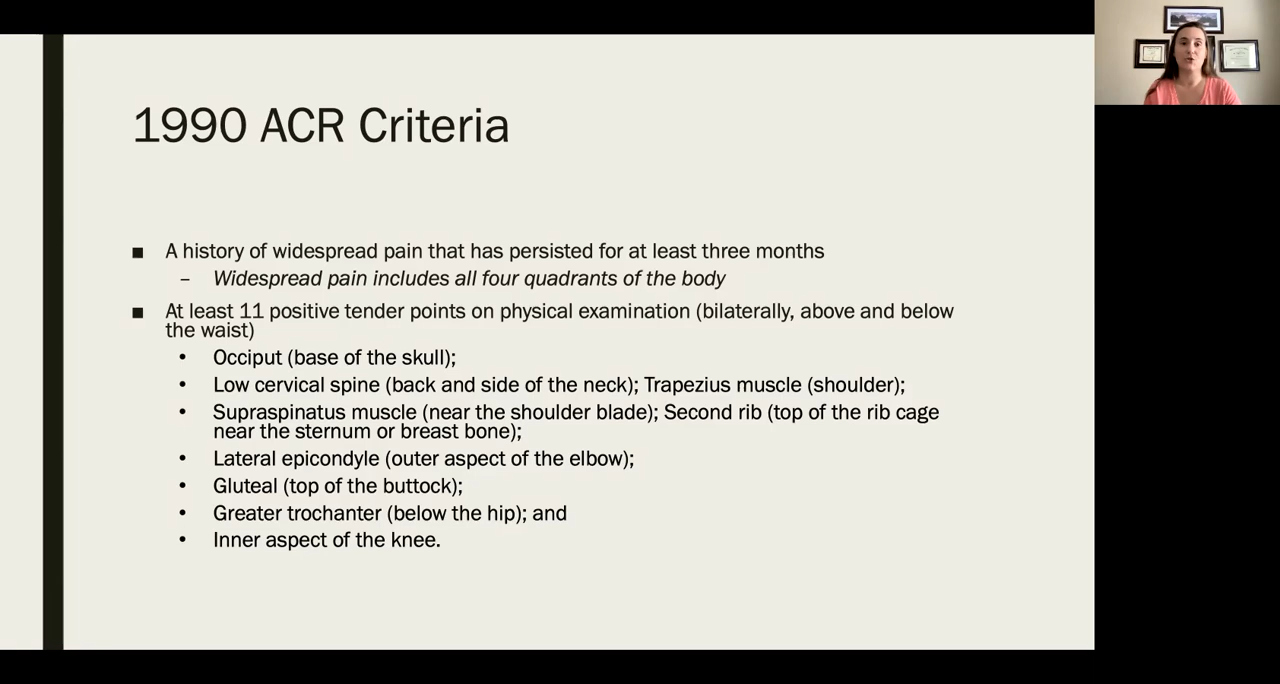 1990 ACR Criteria
■ A history of widespread pain that has persisted for at least three months
– Widespread pain includes all four quadrants of the body
■ At least 11 positive tender points on physical examination (bilaterally, above and below
the waist)
• Occiput (base of the skull);
• Low cervical spine (back and side of the neck); Trapezius muscle (shoulder);
• Supraspinatus muscle (near the shoulder blade); Second rib (top of the rib cage
near the sternum or breast bone);
• Lateral epicondyle (outer aspect of the elbow);
• Gluteal (top of the buttock);
• Greater trochanter (below the hip); and
• Inner aspect of the knee.